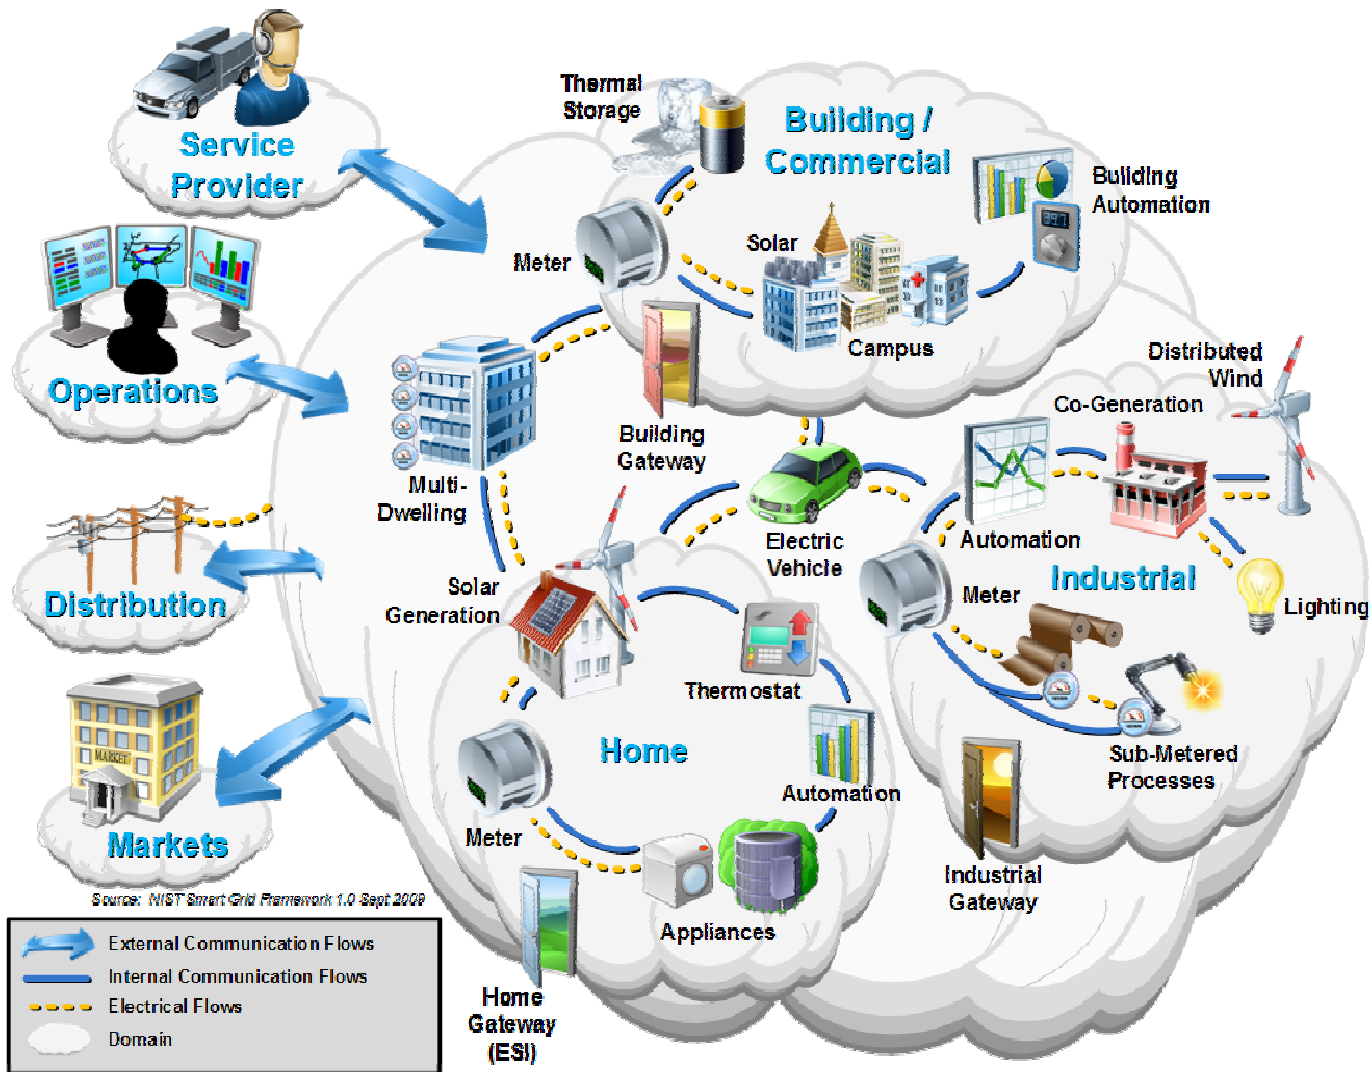 Service
Provider
Thermal
Storage
Building /
Commercial
Building
Automation
Meter
Solar
Campus
Operations
Distributed
Wind
Co-Generation
Building
Gateway
Multi-
Dwelling
Electric
Vehicle
Automation
Industrial
Meter
Lighting
Distribution
Solar
Generation
Thermostat
Sub-Metered
Processes
Home
Automation
MARKET
Markets
Meter
Industrial
Gateway
Appliances
Home
Gateway
(ESI)
Source: NIST Smart Grid Framework 1.0 Sept 2009
External Communication Flows
Internal Communication Flows
Electrical Flows
Domain